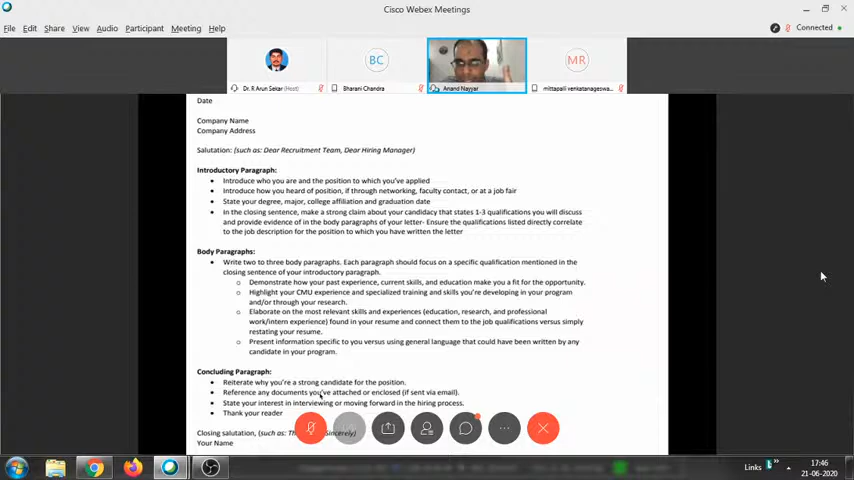 Cisco Webex Meetings
File Edit Share View Audio Participant Meeting Help
Connected
BC
MR
Dr. R Arun Sekar (Host)
Bharani Chandra
Anand Nayyar
mittapalli venkatanageswa...
Date
Company Name
Company Address
Salutation: (such as: Dear Recruitment Team, Dear Hiring Manager)
Introductory Paragraph:
• Introduce who you are and the position to which you've applied
• Introduce how you heard of position, if through networking, faculty contact, or at a job fair
• State your degree, major, college affiliation and graduation date
• In the closing sentence, make a strong claim about your candidacy that states 1-3 qualifications you will discuss
and provide evidence of in the body paragraphs of your letter- Ensure the qualifications listed directly correlate
to the job description for the position to which you have written the letter
Body Paragraphs:
• Write two to three body paragraphs. Each paragraph should focus on a specific qualification mentioned in the
closing sentence of your introductory paragraph.
o Demonstrate how your past experience, current skills, and education make you a fit for the opportunity.
o Highlight your CMU experience and specialized training and skills you're developing in your program
and/or through your research.
o Elaborate on the most relevant skills and experiences (education, research, and professional
work/intern experience) found in your resume and connect them to the job qualifications versus simply
restating your resume.
o Present information specific to you versus using general language that could have been written by any
candidate in your program.
Concluding Paragraph:
• Reiterate why you're a strong candidate for the position.
• Reference any documents you've attached or enclosed (if sent via email).
• State your interest in interviewing or moving forward in the hiring process.
• Thank your reader
Closing salutation, (such as: Sincerely)
Your Name
Links
17:46
21-06-2020